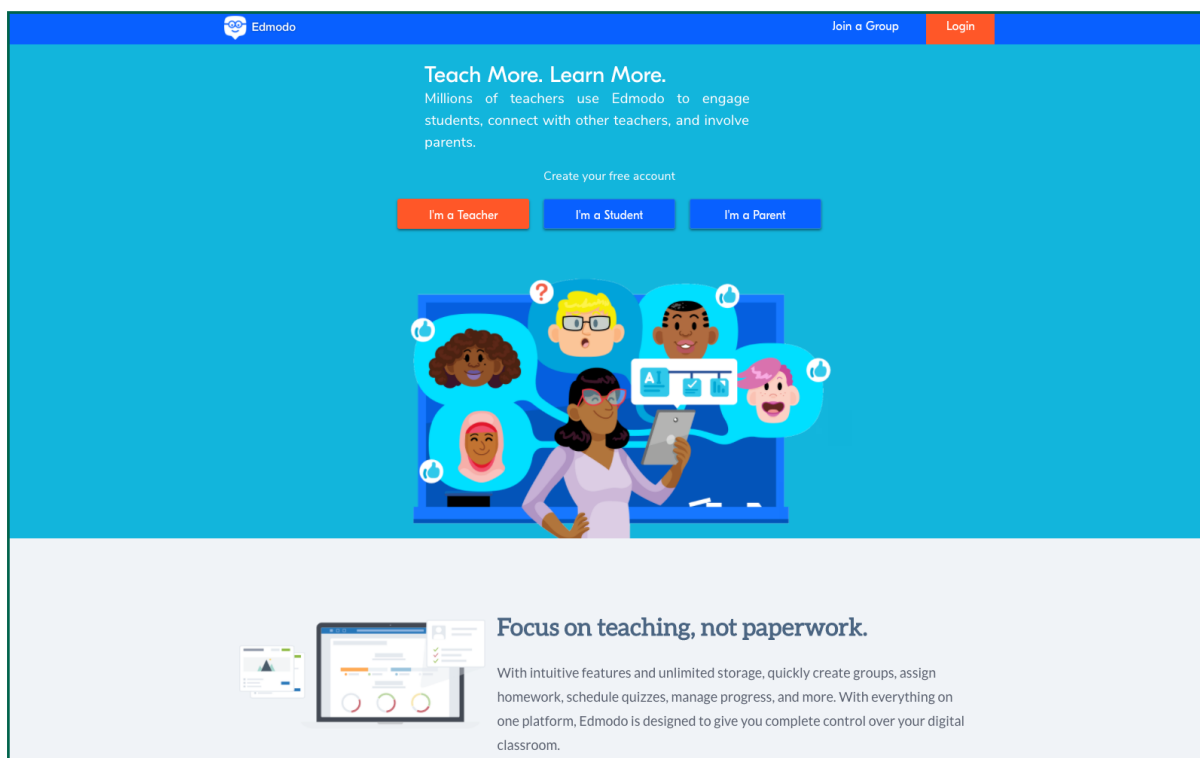 Edmodo
Join a Group
Login
Teach More. Learn More.
Millions of teachers use Edmodo to engage
students, connect with other teachers, and involve
parents.
Create your free account
I'm a Teacher
I'm a Student
I'm a Parent
?
A
Focus on teaching, not paperwork.
With intuitive features and unlimited storage, quickly create groups, assign
homework, schedule quizzes, manage progress, and more. With everything on
one platform, Edmodo is designed to give you complete control over your digital
classroom.